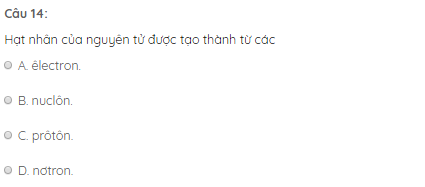 Câu 14:
Hạt nhân của nguyên tử được tạo thành từ các
A. êlectron.
B. nuclôn.
C. prôtôn.
D. nơtron.